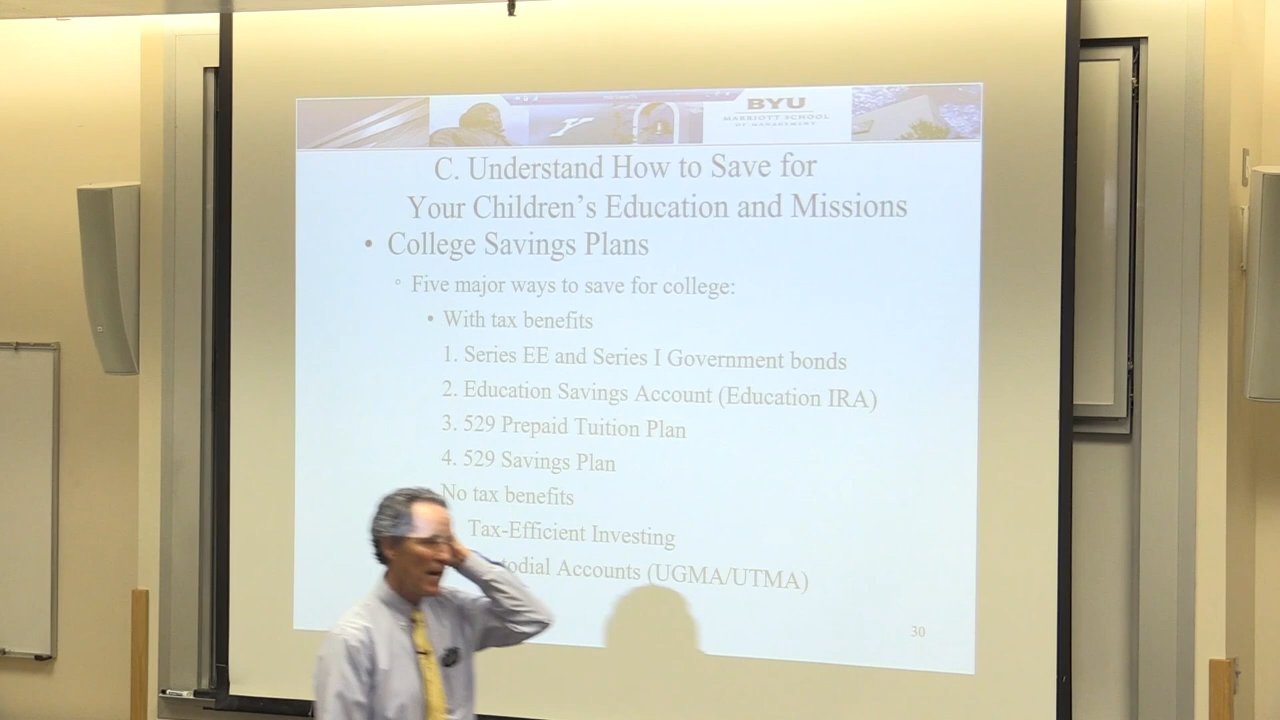 BYU
MARRIOTT SCHOOL
OF MANAGEMENT
Y
C. Understand How to Save for
Your Children’s Education and Missions
• College Savings Plans
° Five major ways to save for college:
• With tax benefits
1. Series EE and Series I Government bonds
2. Education Savings Account (Education IRA)
3. 529 Prepaid Tuition Plan
4. 529 Savings Plan
No tax benefits
Tax-Efficient Investing
Accounts (UGMA/UTMA)
30